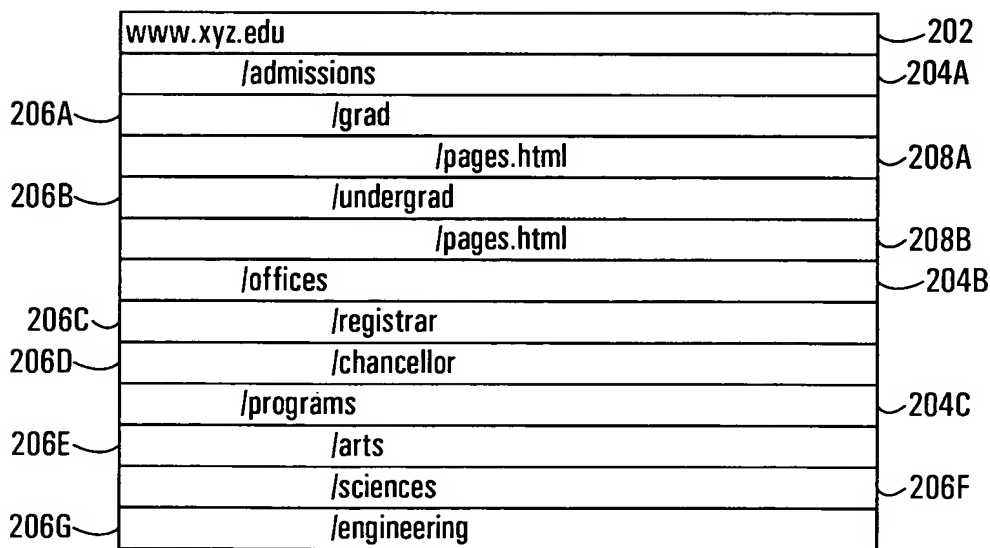 www.xyz.edu 202
/admissions 204A
206A /grad
/pages.html 208A
206B /undergrad
/pages.html 208B
/offices 204B
206C /registrar
206D /chancellor
/programs 204C
206E /arts
/sciences 206F
206G /engineering